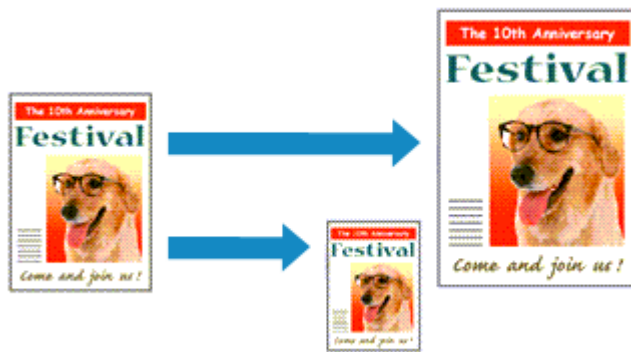 The 10th Anniversary
Festival
Come and join us!
The 10th Anniversary
Festival
Come and join us!
The 10th Anniversary
Festival
Come and join us!